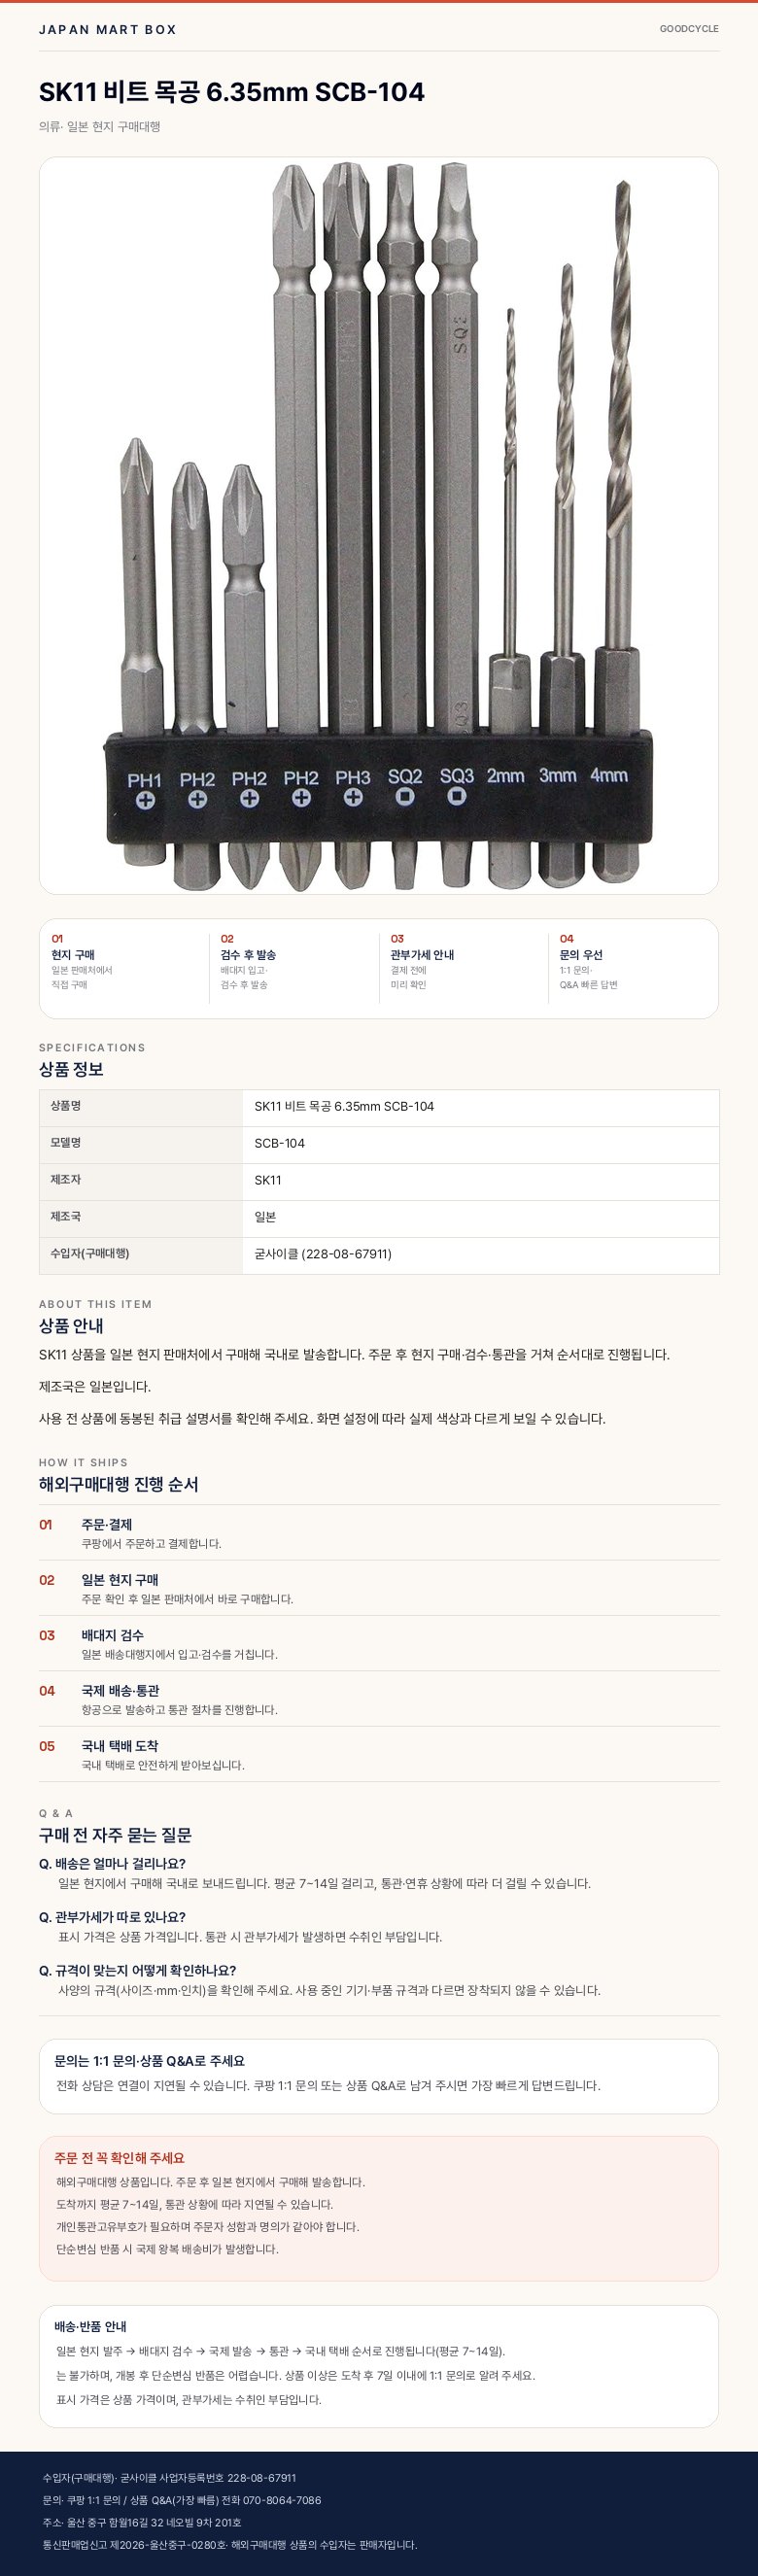 JAPAN MART BOX
GOODCYCLE
SK11 비트 목공 6.35mm SCB-104
의류· 일본 현지 구매대행
PH3
SQ3
SQ3
PH1 PH2 PH2 PH2 PH3 SQ2 SQ3 2mm 3mm 4mm
01
현지 구매
일본 판매처에서
직접 구매
02
검수 후 발송
배대지 입고·
검수 후 발송
03
관부가세 안내
결제 전에
미리 확인
04
문의 우선
1:1 문의·
Q&A 빠른 답변
SPECIFICATIONS
상품 정보
상품명 SK11 비트 목공 6.35mm SCB-104
모델명 SCB-104
제조자 SK11
제조국 일본
수입자(구매대행) 굳사이클 (228-08-67911)
ABOUT THIS ITEM
상품 안내
SK11 상품을 일본 현지 판매처에서 구매해 국내로 발송합니다. 주문 후 현지 구매·검수·통관을 거쳐 순서대로 진행됩니다.
제조국은 일본입니다.
사용 전 상품에 동봉된 취급 설명서를 확인해 주세요. 화면 설정에 따라 실제 색상과 다르게 보일 수 있습니다.
HOW IT SHIPS
해외구매대행 진행 순서
01 주문·결제
쿠팡에서 주문하고 결제합니다.
02 일본 현지 구매
주문 확인 후 일본 판매처에서 바로 구매합니다.
03 배대지 검수
일본 배송대행지에서 입고·검수를 거칩니다.
04 국제 배송·통관
항공으로 발송하고 통관 절차를 진행합니다.
05 국내 택배 도착
국내 택배로 안전하게 받아보십니다.
Q & A
구매 전 자주 묻는 질문
Q. 배송은 얼마나 걸리나요?
일본 현지에서 구매해 국내로 보내드립니다. 평균 7~14일 걸리고, 통관·연휴 상황에 따라 더 걸릴 수 있습니다.
Q. 관부가세가 따로 있나요?
표시 가격은 상품 가격입니다. 통관 시 관부가세가 발생하면 수취인 부담입니다.
Q. 규격이 맞는지 어떻게 확인하나요?
사양의 규격(사이즈·mm·인치)을 확인해 주세요. 사용 중인 기기·부품 규격과 다르면 장착되지 않을 수 있습니다.
문의는 1:1 문의·상품 Q&A로 주세요
전화 상담은 연결이 지연될 수 있습니다. 쿠팡 1:1 문의 또는 상품 Q&A로 남겨 주시면 가장 빠르게 답변드립니다.
주문 전 꼭 확인해 주세요
해외구매대행 상품입니다. 주문 후 일본 현지에서 구매해 발송합니다.
도착까지 평균 7~14일, 통관 상황에 따라 지연될 수 있습니다.
개인통관고유부호가 필요하며 주문자 성함과 명의가 같아야 합니다.
단순변심 반품 시 국제 왕복 배송비가 발생합니다.
배송·반품 안내
일본 현지 발주 → 배대지 검수 → 국제 발송 → 통관 → 국내 택배 순서로 진행됩니다(평균 7~14일).
는 불가하며, 개봉 후 단순변심 반품은 어렵습니다. 상품 이상은 도착 후 7일 이내에 1:1 문의로 알려 주세요.
표시 가격은 상품 가격이며, 관부가세는 수취인 부담입니다.
수입자(구매대행)· 굳사이클 사업자등록번호 228-08-67911
문의· 쿠팡 1:1 문의 / 상품 Q&A(가장 빠름) 전화 070-8064-7086
주소· 울산 중구 함월16길 32 네오빌 9차 201호
통신판매업신고 제2026-울산중구-0280호· 해외구매대행 상품의 수입자는 판매자입니다.